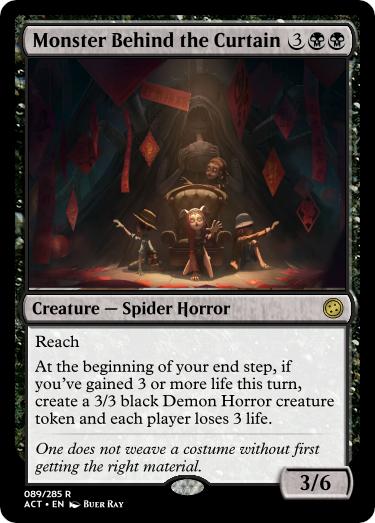 Monster Behind the Curtain 3
Creature — Spider Horror
Reach
At the beginning of your end step, if
you've gained 3 or more life this turn,
create a 3/3 black Demon Horror creature
token and each player loses 3 life.
One does not weave a costume without first
getting the right material.
3/6
089/285 R
ACT • EN Buer Ray